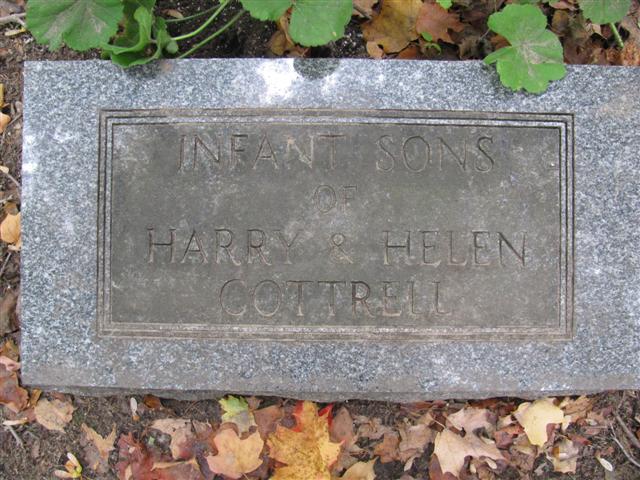 INFANT SONS
OF
HARRY & HELEN
COTTRELL